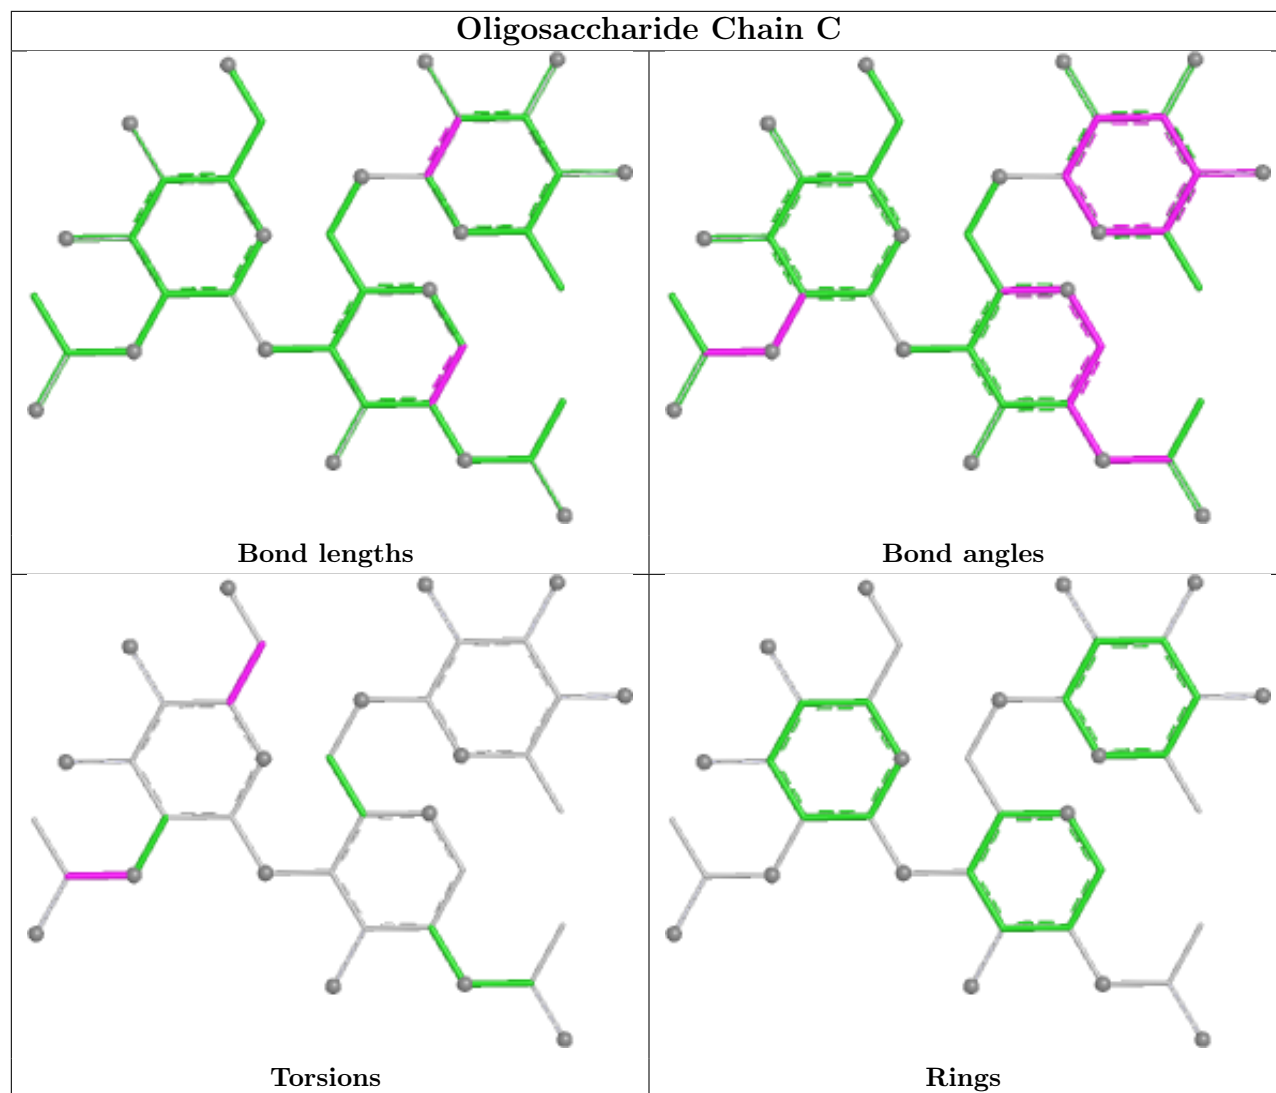 Oligosaccharide Chain C
Bond lengths
Bond angles
Torsions
Rings